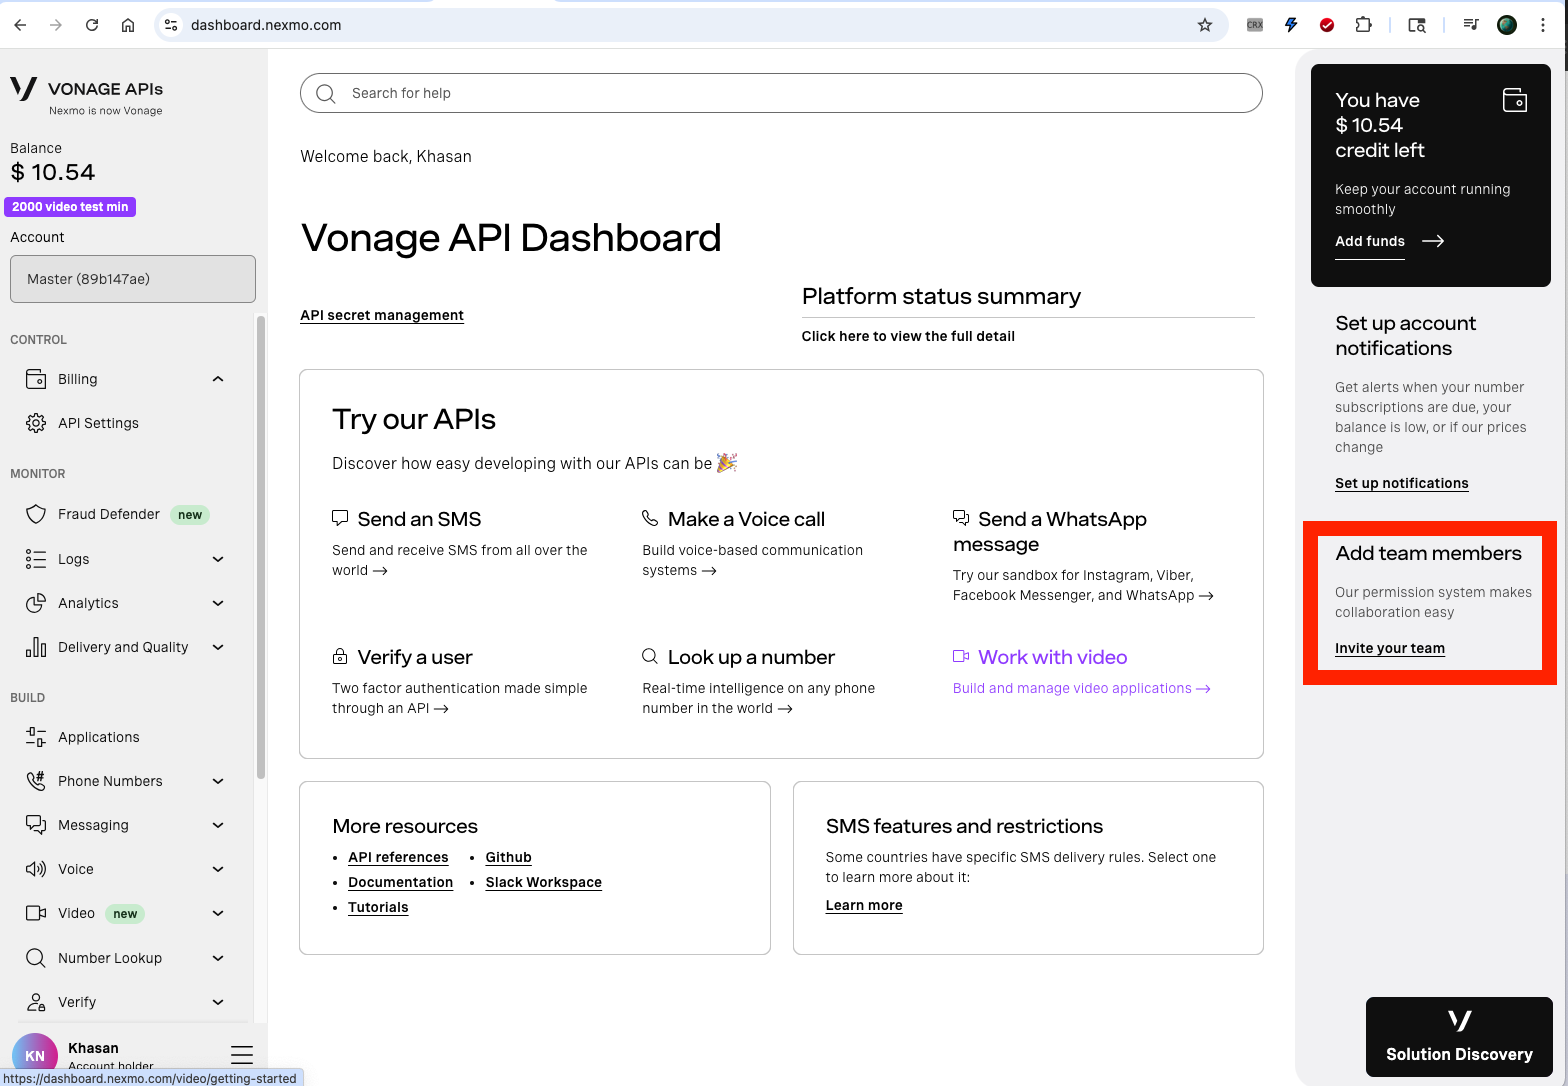 dashboard.nexmo.com
CRX
VONAGE APIs
Nexmo is now Vonage
Balance
$ 10.54
2000 video test min
Account
Master (89b147ae)
CONTROL
Billing
API Settings
MONITOR
Fraud Defender new
Logs
Analytics
Delivery and Quality
BUILD
Applications
Phone Numbers
Messaging
Voice
Video new
Number Lookup
Verify
KN
Khasan
Account holder
https://dashboard.nexmo.com/video/getting-started
Search for help
Welcome back, Khasan
Vonage API Dashboard
API secret management
Platform status summary
Click here to view the full detail
Try our APIs
Discover how easy developing with our APIs can be 🎉
Send an SMS
Send and receive SMS from all over the
world →
Make a Voice call
Build voice-based communication
systems →
Send a WhatsApp
message
Try our sandbox for Instagram, Viber,
Facebook Messenger, and WhatsApp →
Verify a user
Two factor authentication made simple
through an API →
Look up a number
Real-time intelligence on any phone
number in the world →
Work with video
Build and manage video applications →
More resources
• API references
• Documentation
• Tutorials
• Github
• Slack Workspace
SMS features and restrictions
Some countries have specific SMS delivery rules. Select one
to learn more about it:
Learn more
You have
$ 10.54
credit left
Keep your account running
smoothly
Add funds →
Set up account
notifications
Get alerts when your number
subscriptions are due, your
balance is low, or if our prices
change
Set up notifications
Add team members
Our permission system makes
collaboration easy
Invite your team
Solution Discovery